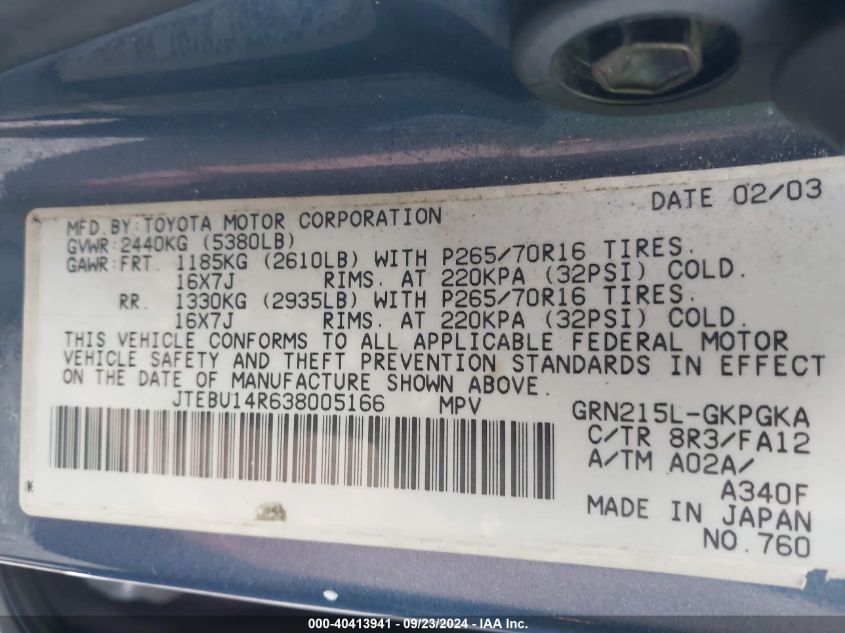 DATE 02/03
MFD.BY:TOYOTA MOTOR CORPORATION
GVWR:2440KG (5380LB)
GAWR:FRT. 1185KG (2610LB) WITH P265/70R16 TIRES.
16X7J RIMS. AT 220KPA (32PSI) COLD.
RR. 1330KG (2935LB) WITH P265/70R16 TIRES.
16X7J RIMS. AT 220KPA (32PSI) COLD.
THIS VEHICLE CONFORMS TO ALL APPLICABLE FEDERAL MOTOR
VEHICLE SAFETY AND THEFT PREVENTION STANDARDS IN EFFECT
ON THE DATE OF MANUFACTURE SHOWN ABOVE.
JTEBU14R638005166 MPV GRN215L-GKPGKA
C/TR 8R3/FA12
A/TM A02A/
A340F
MADE IN JAPAN
NO.760
K
000-40413941 - 09/23/2024 - IAA Inc.